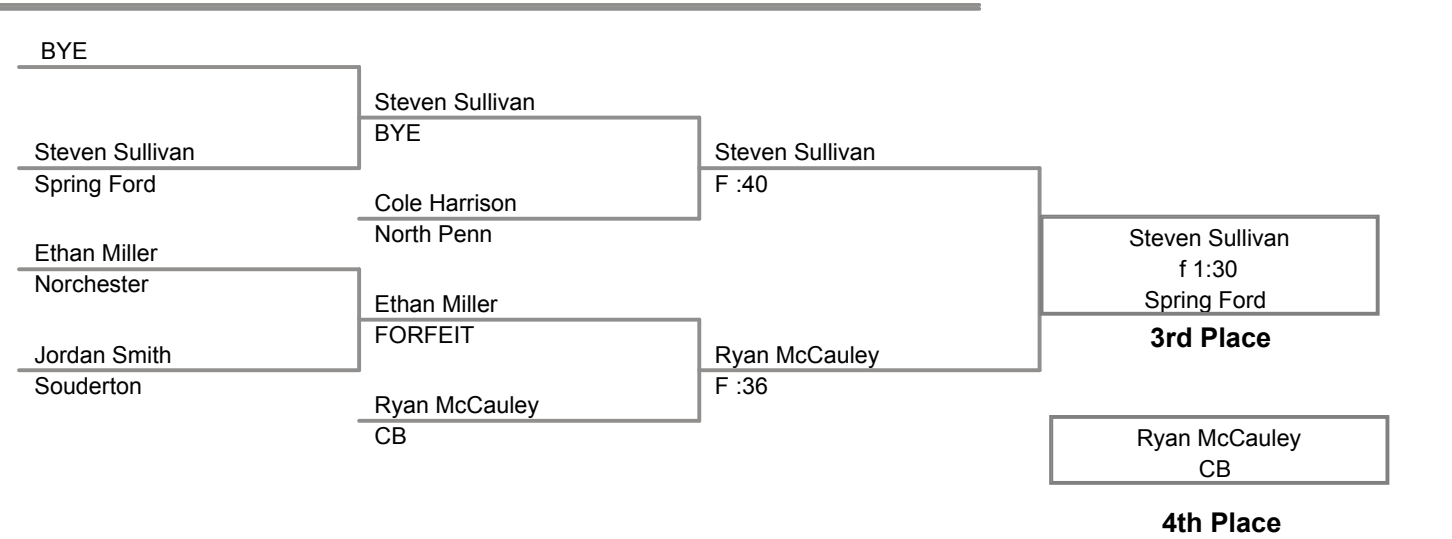 BYE
Steven Sullivan
Spring Ford
Ethan Miller
Norchester
Jordan Smith
Souderton
Steven Sullivan
BYE
Cole Harrison
North Penn
Ethan Miller
FORFEIT
Ryan McCauley
CB
Steven Sullivan
F :40
Ryan McCauley
F :36
Steven Sullivan
f 1:30
Spring Ford
3rd Place
Ryan McCauley
CB
4th Place